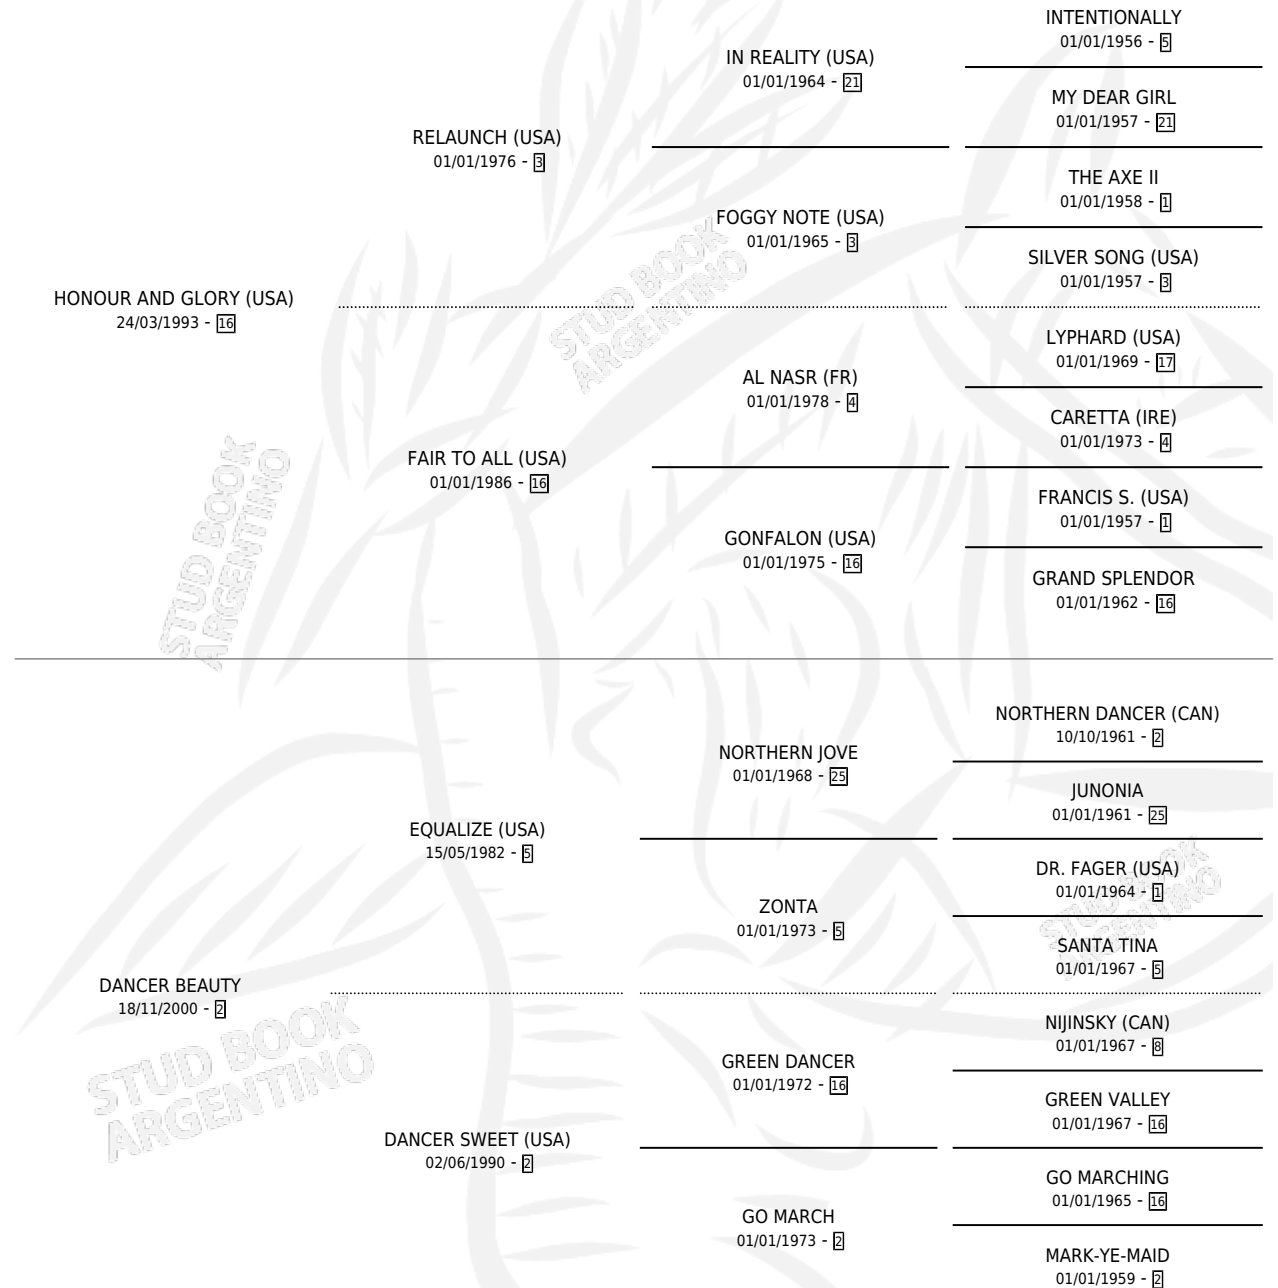 INTENTIONALLY
01/01/1956 - 5
IN REALITY (USA)
01/01/1964 - 21
MY DEAR GIRL
01/01/1957 - 21
RELAUNCH (USA)
01/01/1976 - 3
THE AXE II
01/01/1958 - 1
FOGGY NOTE (USA)
01/01/1965 - 3
SILVER SONG (USA)
01/01/1957 - 3
HONOUR AND GLORY (USA)
24/03/1993 - 16
LYPHARD (USA)
01/01/1969 - 17
AL NASR (FR)
01/01/1978 - 4
CARETTA (IRE)
01/01/1973 - 4
FAIR TO ALL (USA)
01/01/1986 - 16
FRANCIS S. (USA)
01/01/1957 - 1
GONFALON (USA)
01/01/1975 - 16
GRAND SPLENDOR
01/01/1962 - 16
NORTHERN DANCER (CAN)
10/10/1961 - 2
NORTHERN JOVE
01/01/1968 - 25
JUNONIA
01/01/1961 - 25
EQUALIZE (USA)
15/05/1982 - 5
DR. FAGER (USA)
01/01/1964 - 1
ZONTA
01/01/1973 - 5
SANTA TINA
01/01/1967 - 5
DANCER BEAUTY
18/11/2000 - 2
NIJINSKY (CAN)
01/01/1967 - 8
GREEN DANCER
01/01/1972 - 16
GREEN VALLEY
01/01/1967 - 16
DANCER SWEET (USA)
02/06/1990 - 2
GO MARCHING
01/01/1965 - 16
GO MARCH
01/01/1973 - 2
MARK-YE-MAID
01/01/1959 - 2
STUD BOOK
ARGENTINO
STUD BOOK
ARGENTINO
STUD BOOK
ARGENTINO
STUD BOOK
ARGENTINO